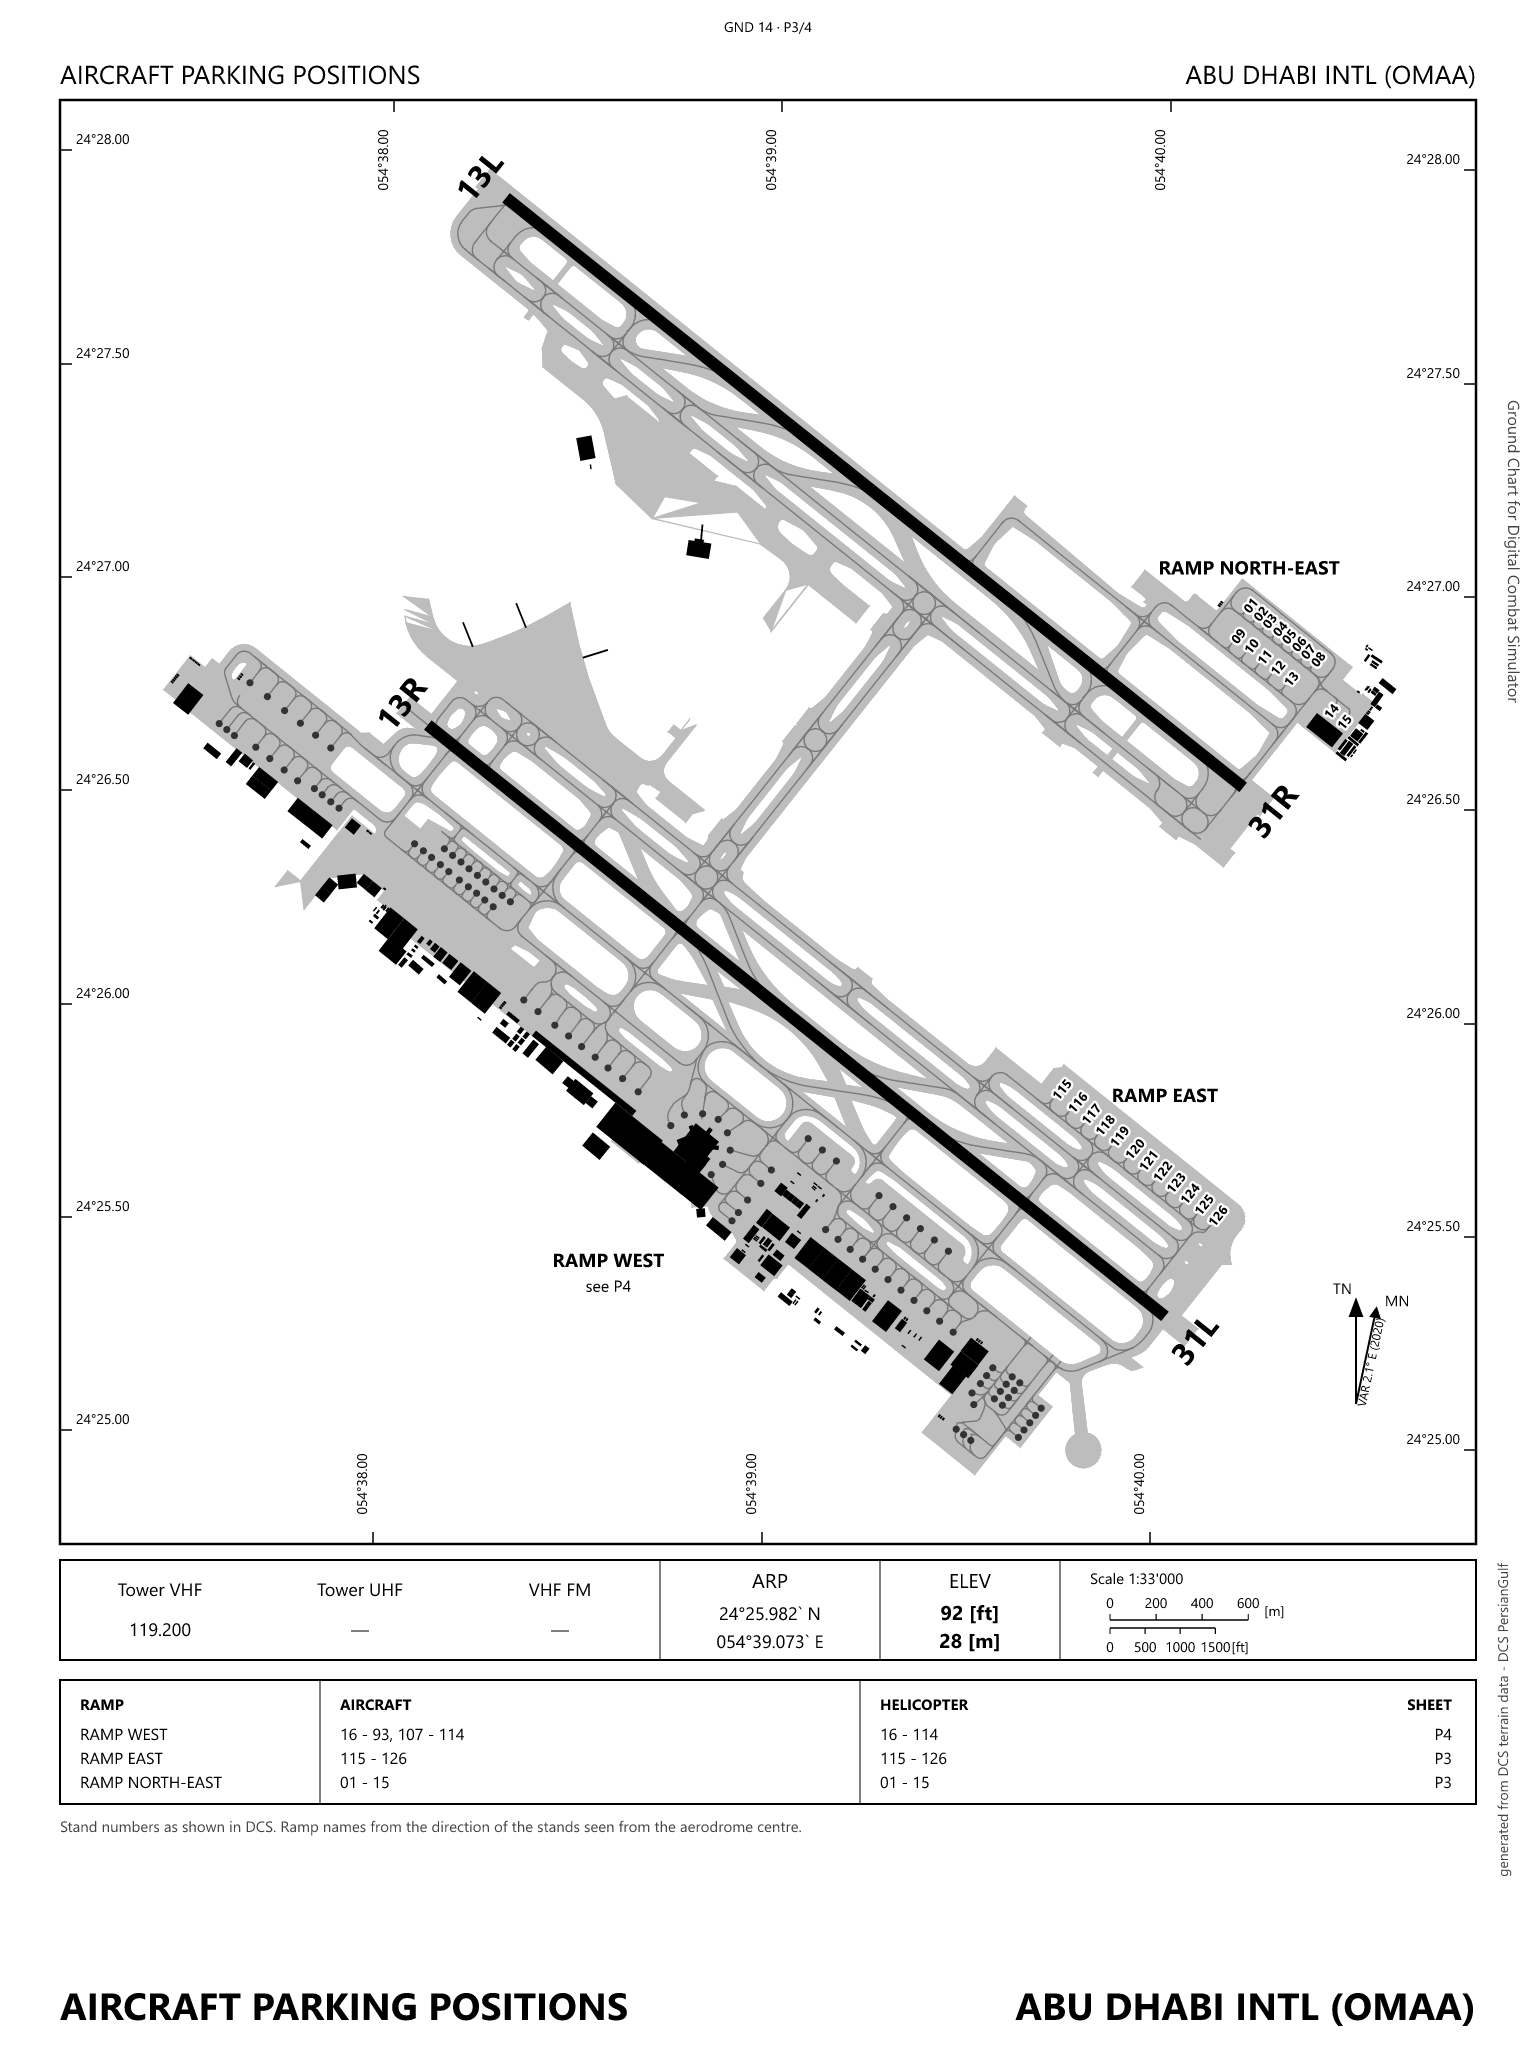 GND 14 · P3/4
AIRCRAFT PARKING POSITIONS
ABU DHABI INTL (OMAA)
054°38.00
054°39.00
054°40.00
24°28.00
24°28.00
13L
24°27.50
24°27.50
Ground Chart for Digital Combat Simulator
24°27.00
24°27.00
RAMP NORTH-EAST
01
02
03
04
05
06
07
08
09
10
11
12
13
14
15
13R
24°26.50
24°26.50
31R
24°26.00
24°26.00
RAMP EAST
115
116
117
118
119
120
121
122
123
124
125
126
24°25.50
24°25.50
RAMP WEST
see P4
31L
TN
MN
VAR 2.1° E (2020)
24°25.00
24°25.00
054°38.00
054°39.00
054°40.00
Tower VHF
Tower UHF
VHF FM
119.200
—
—
ARP
24°25.982` N
054°39.073` E
ELEV
92 [ft]
28 [m]
Scale 1:33'000
0 200 400 600 [m]
0 500 1000 1500 [ft]
RAMP AIRCRAFT HELICOPTER SHEET
RAMP WEST 16 - 93, 107 - 114 16 - 114 P4
RAMP EAST 115 - 126 115 - 126 P3
RAMP NORTH-EAST 01 - 15 01 - 15 P3
Stand numbers as shown in DCS. Ramp names from the direction of the stands seen from the aerodrome centre.
generated from DCS terrain data - DCS PersianGulf
AIRCRAFT PARKING POSITIONS
ABU DHABI INTL (OMAA)